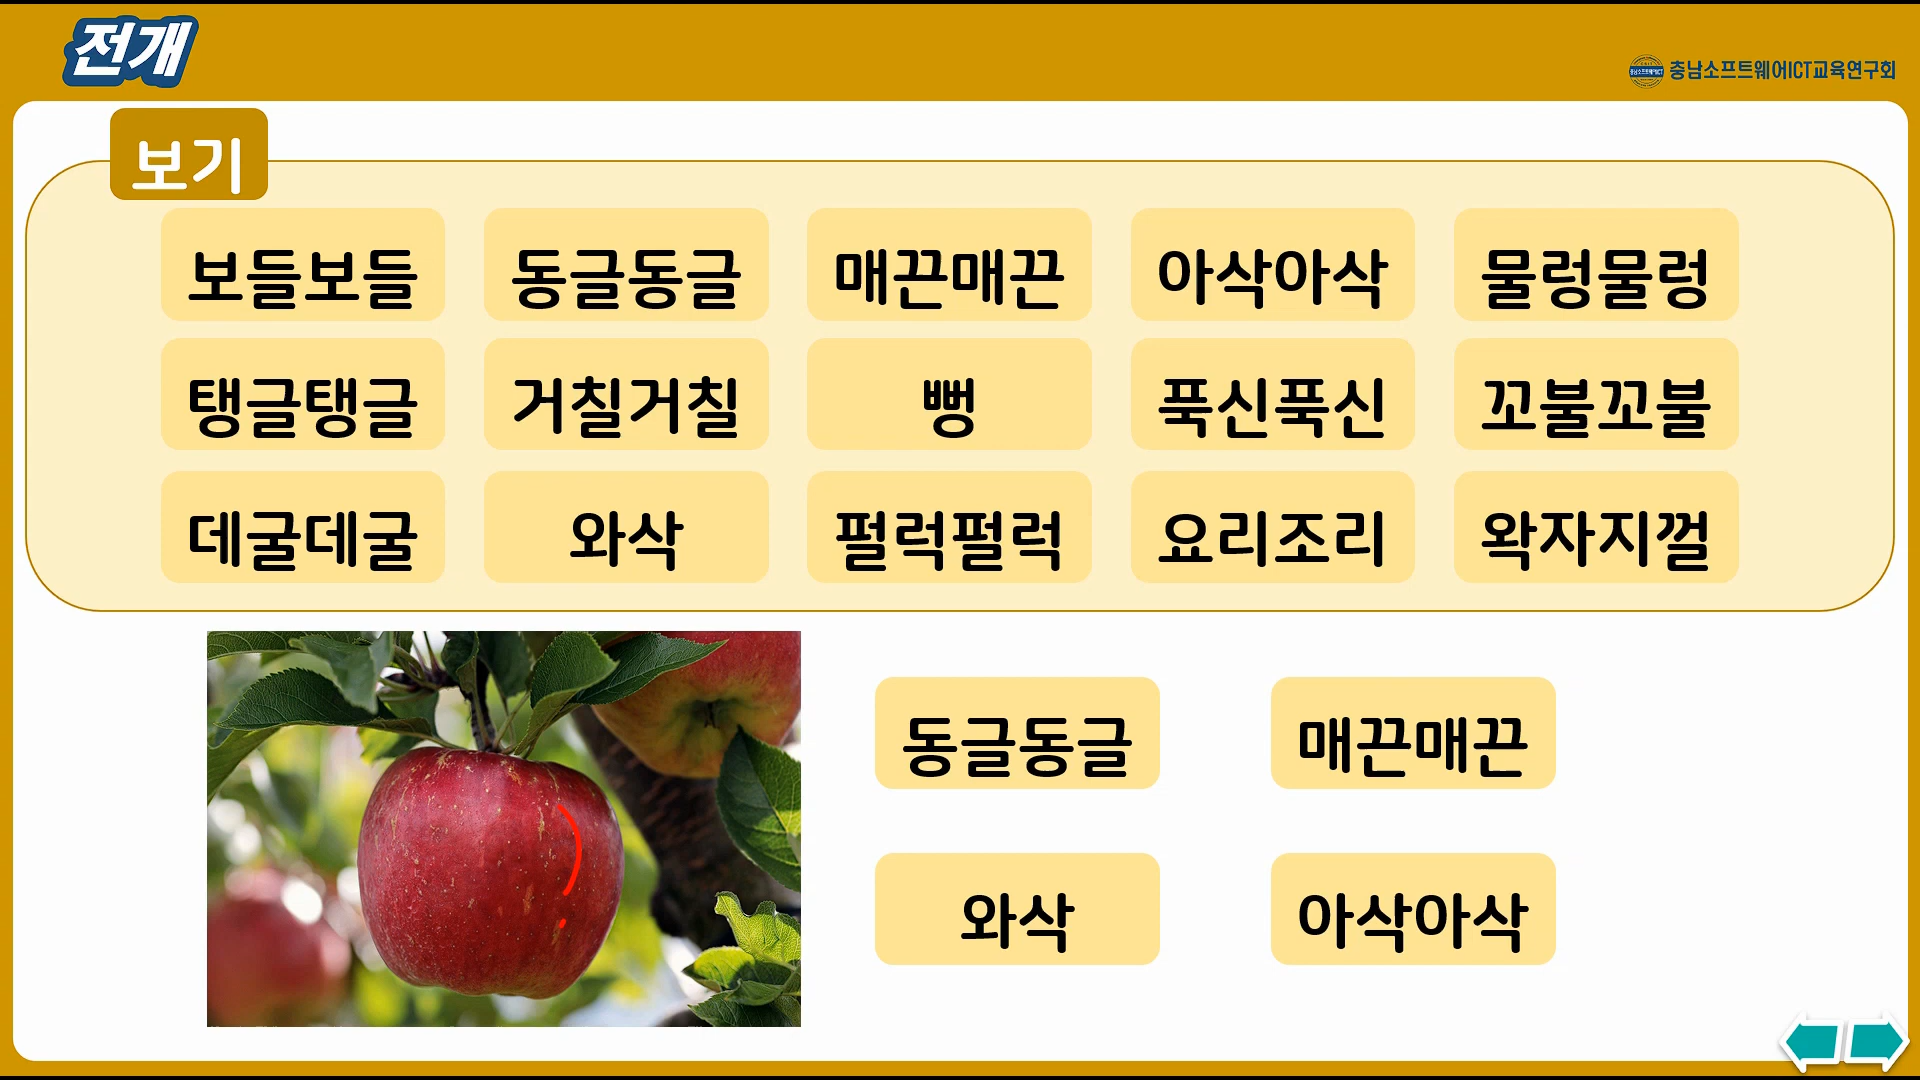 전개
충남소프트웨어ICT교육연구회
보기
보들보들 동글동글 매끈매끈 아삭아삭 물렁물렁
탱글탱글 거칠거칠 뻥 푹신푹신 꼬불꼬불
데굴데굴 와삭 펄럭펄럭 요리조리 왁자지껄
동글동글 매끈매끈
와삭 아삭아삭